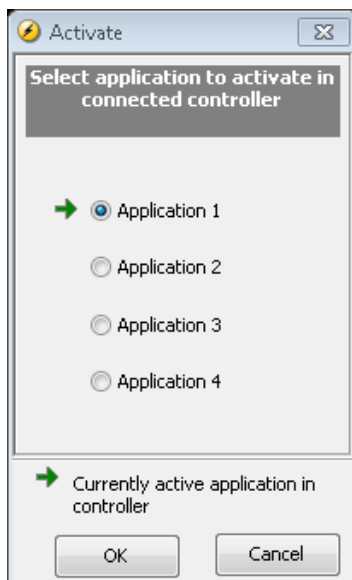 Activate
Select application to activate in
connected controller
Application 1
Application 2
Application 3
Application 4
Currently active application in
controller
OK
Cancel